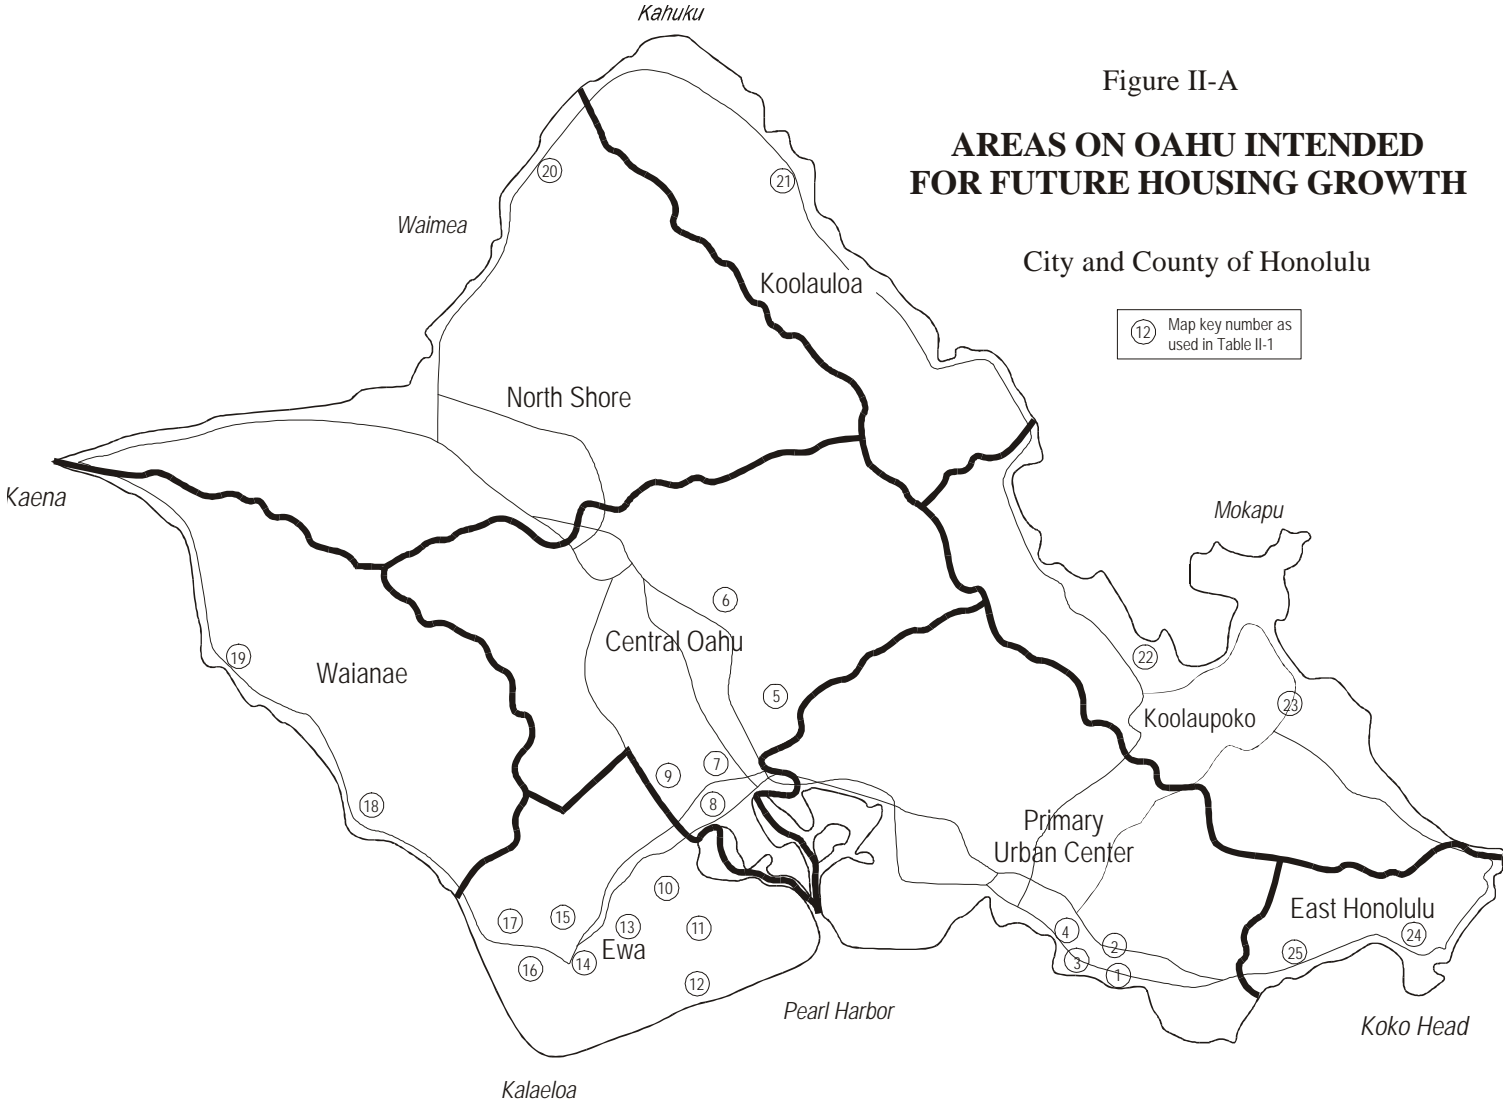 Kahuku
Figure II-A
AREAS ON OAHU INTENDED
FOR FUTURE HOUSING GROWTH
City and County of Honolulu
12 Map key number as
used in Table II-1
20
21
Waimea
Koolauloa
North Shore
Kaena
Mokapu
6
Central Oahu
19
Waianae
22
5
23
Koolaupoko
7
9
8
18
Primary
Urban Center
10
17
15
13
11
Ewa
16
14
12
4
2
3
1
East Honolulu
24
25
Pearl Harbor
Koko Head
Kalaeloa